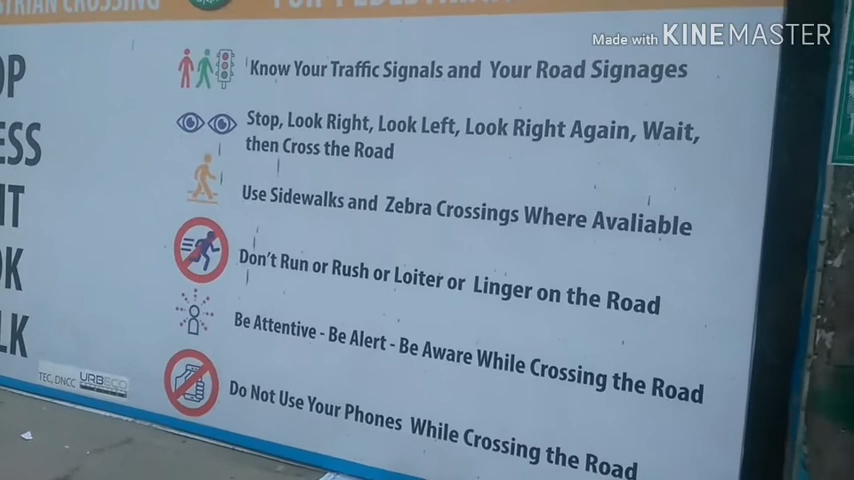 CROSSING
FOR
Made with KINEMASTER
Know Your Traffic Signals and Your Road Signages
Stop, Look Right, Look Left, Look Right Again, Wait,
then Cross the Road
Use Sidewalks and Zebra Crossings Where Avaliable
Don't Run or Rush or Loiter or Linger on the Road
Be Attentive - Be Alert - Be Aware While Crossing the Road
Do Not Use Your Phones While Crossing the Road
TEC, DNCC
URBECO